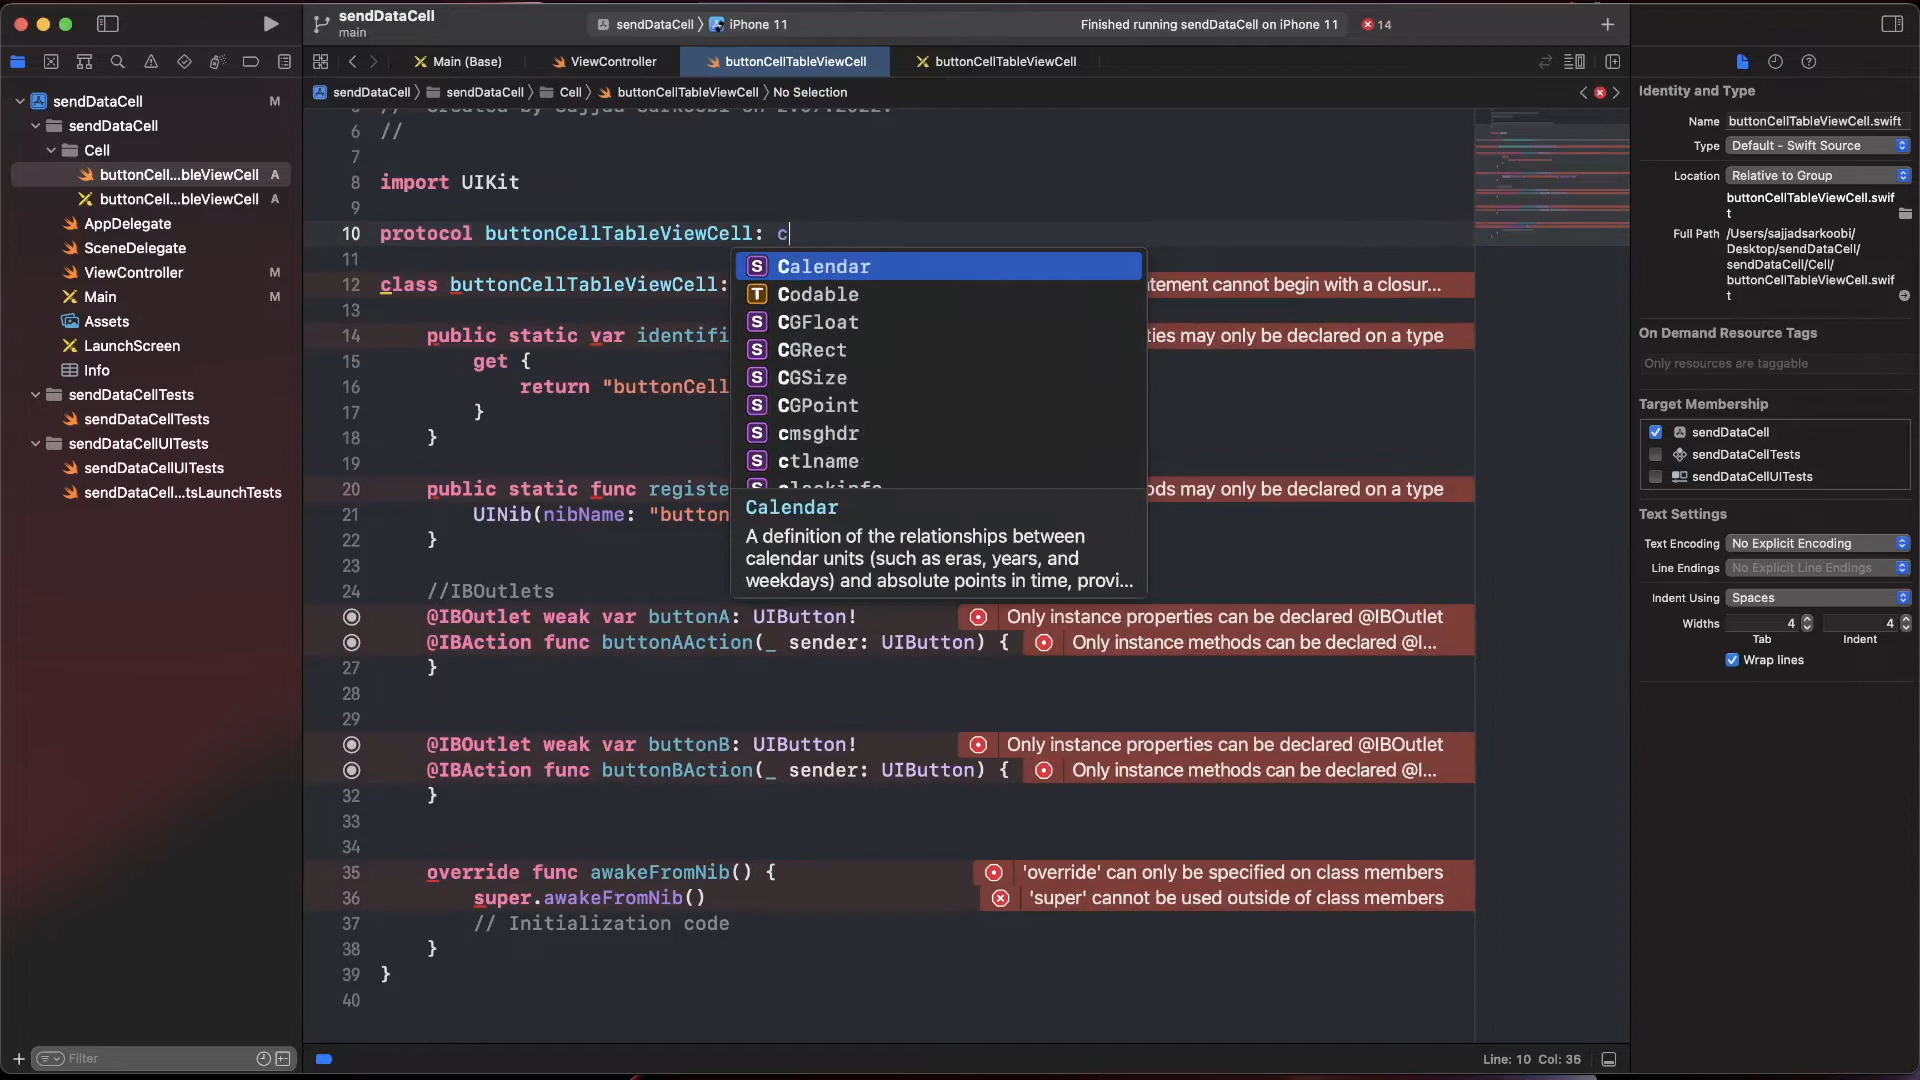 sendDataCell
main
sendDataCell
iPhone 11
Finished running sendDataCell on iPhone 11
14
Main (Base)
ViewController
buttonCellTableViewCell
buttonCellTableViewCell
sendDataCell
sendDataCell
Cell
buttonCellTableViewCell
No Selection
sendDataCell M
sendDataCell
Cell
buttonCell...bleViewCell A
buttonCell...bleViewCell A
AppDelegate
SceneDelegate
ViewController M
Main M
Assets
LaunchScreen
Info
sendDataCellTests
sendDataCellTests
sendDataCellUITests
sendDataCellUITests
sendDataCell...tsLaunchTests
Filter
6 //
7
8 import UIKit
9
10 protocol buttonCellTableViewCell: c
11
12 class buttonCellTableViewCell: tement cannot begin with a closur...
13
14 public static var identifi ties may only be declared on a type
15 get {
16 return "buttonCell
17 }
18 }
19
20 public static func registe ds may only be declared on a type
21 UINib(nibName: "button
22 }
23
24 //IBOutlets
@IBOutlet weak var buttonA: UIButton! Only instance properties can be declared @IBOutlet
@IBAction func buttonAAction(_ sender: UIButton) { Only instance methods can be declared @I...
27 }
28
29
@IBOutlet weak var buttonB: UIButton! Only instance properties can be declared @IBOutlet
@IBAction func buttonBAction(_ sender: UIButton) { Only instance methods can be declared @I...
32 }
33
34
35 override func awakeFromNib() { 'override' can only be specified on class members
36 super.awakeFromNib() 'super' cannot be used outside of class members
37 // Initialization code
38 }
39 }
40
S Calendar
T Codable
S CGFloat
S CGRect
S CGSize
S CGPoint
S cmsghdr
S ctlname
Calendar
A definition of the relationships between
calendar units (such as eras, years, and
weekdays) and absolute points in time, provi...
Line: 10 Col: 36
Identity and Type
Name buttonCellTableViewCell.swift
Type Default - Swift Source
Location Relative to Group
buttonCellTableViewCell.swif
t
Full Path /Users/sajjadsarkoobi/
Desktop/sendDataCell/
sendDataCell/Cell/
buttonCellTableViewCell.swif
t
On Demand Resource Tags
Only resources are taggable
Target Membership
sendDataCell
sendDataCellTests
sendDataCellUITests
Text Settings
Text Encoding No Explicit Encoding
Line Endings No Explicit Line Endings
Indent Using Spaces
Widths 4 4
Tab Indent
Wrap lines